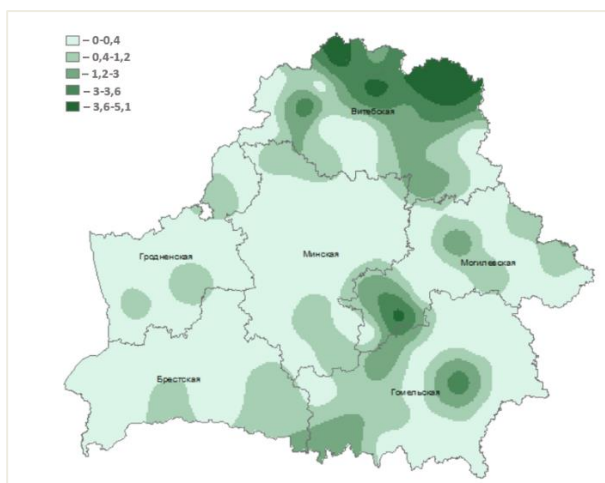 – 0-0,4
– 0,4-1,2
– 1,2-3
– 3-3,6
– 3,6-5,1
Витебская
Гродненская
Минская
Могилевская
Брестская
Гомельская